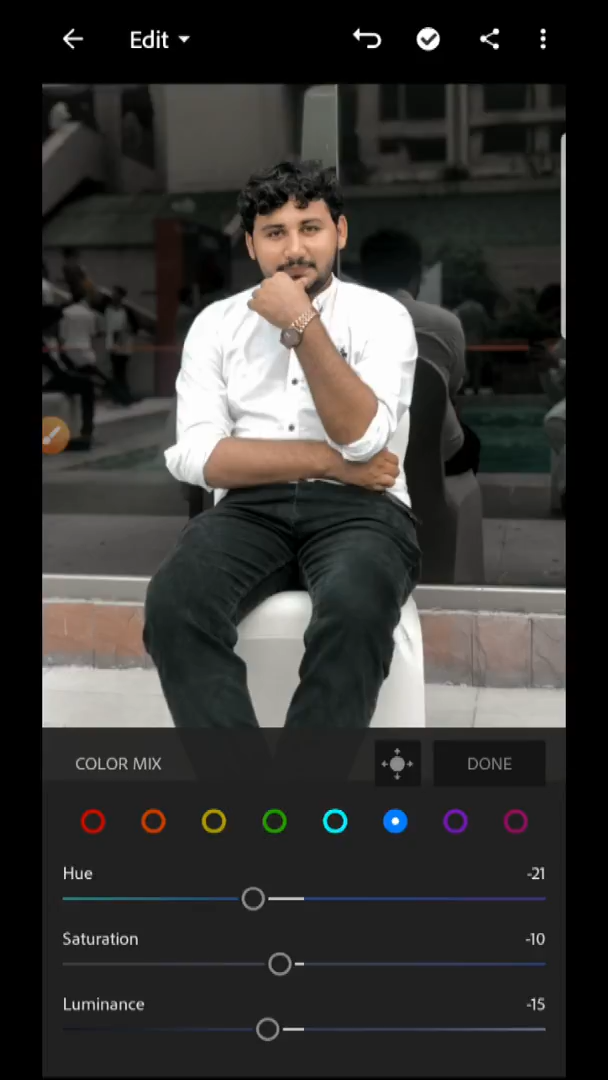 Edit
COLOR MIX
DONE
Hue -21
Saturation -10
Luminance -15